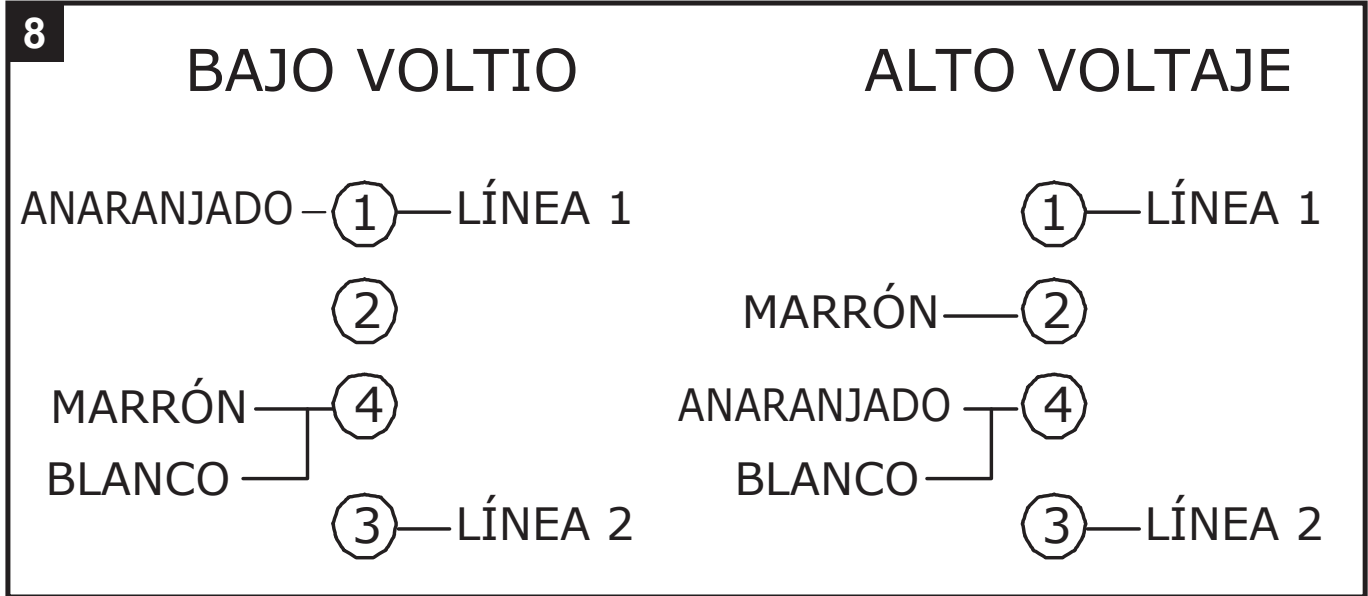 8
BAJO VOLTIO
ANARANJADO 1 LÍNEA 1
2
MARRÓN 4
BLANCO
3 LÍNEA 2
ALTO VOLTAJE
1 LÍNEA 1
MARRÓN 2
ANARANJADO 4
BLANCO
3 LÍNEA 2